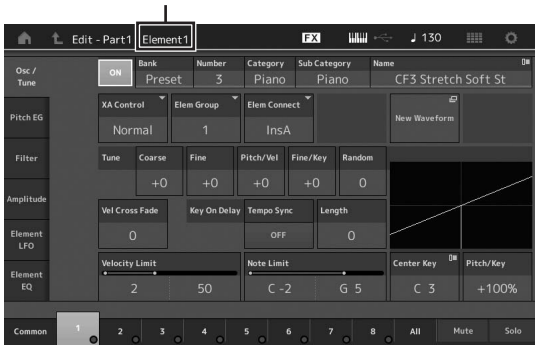 Edit - Part1 Element1 FX ♩ 130
Osc / Tune
Pitch EG
Filter
Amplitude
Element LFO
Element EQ
ON
Bank Number Category Sub Category Name
Preset 3 Piano Piano CF3 Stretch Soft St
XA Control Elem Group Elem Connect New Waveform
Normal 1 InsA
Tune Coarse Fine Pitch/Vel Fine/Key Random
+0 +0 +0 +0 0
Vel Cross Fade Key On Delay Tempo Sync Length
0 OFF 0
Velocity Limit Note Limit Center Key Pitch/Key
2 50 C -2 G 5 C 3 +100%
Common 1 2 3 4 5 6 7 8 All Mute Solo